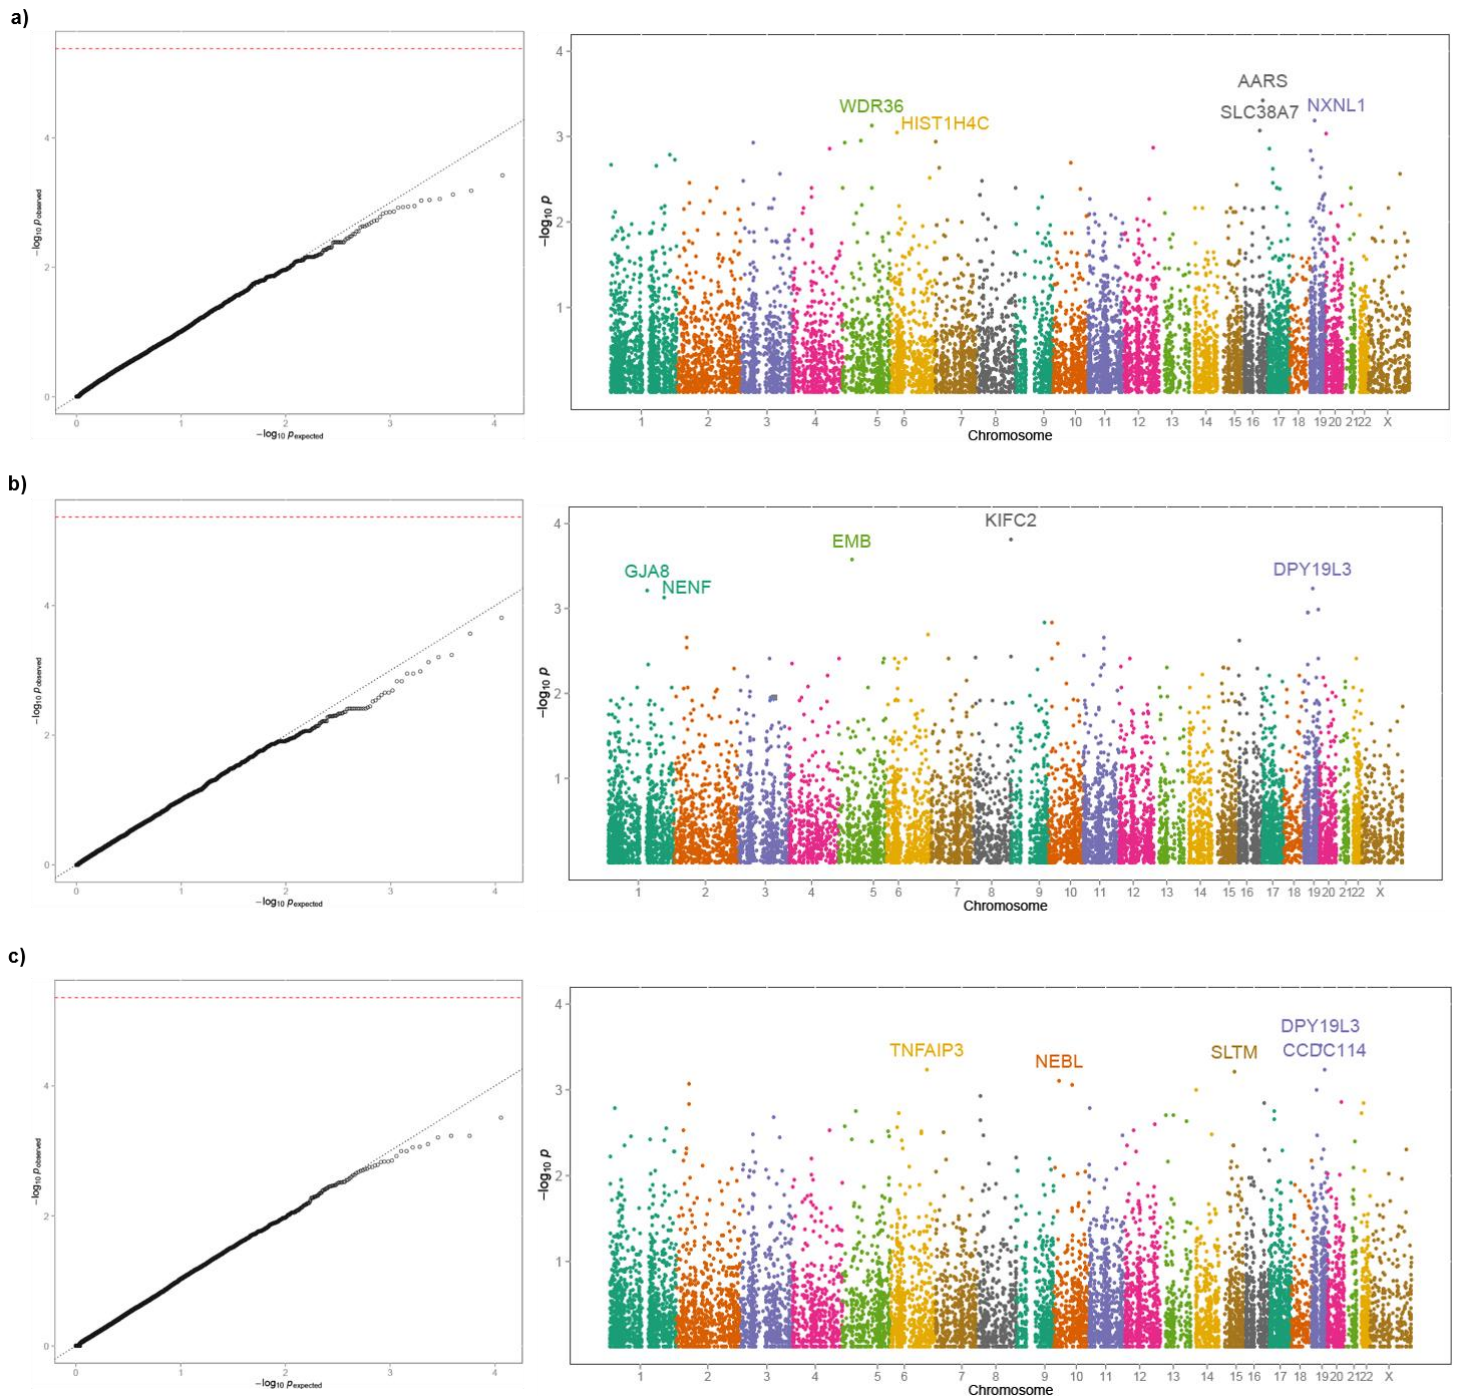 a)
4
2
0
−log10 pobserved
0 1 2 3 4
−log10 pexpected
4
3
2
1
−log10 p
AARS
WDR36
NXNL1
SLC38A7
HIST1H4C
1 2 3 4 5 6 7 8 9 10 11 12 13 14 15 16 17 18 19 20 21 22 X
Chromosome
b)
4
2
0
−log10 pobserved
0 1 2 3 4
−log10 pexpected
4
3
2
1
−log10 p
KIFC2
EMB
GJA8
DPY19L3
NENF
1 2 3 4 5 6 7 8 9 10 11 12 13 14 15 16 17 18 19 20 21 22 X
Chromosome
c)
4
2
0
−log10 pobserved
0 1 2 3 4
−log10 pexpected
4
3
2
1
−log10 p
DPY19L3
TNFAIP3
SLTM
CCDC114
NEBL
1 2 3 4 5 6 7 8 9 10 11 12 13 14 15 16 17 18 19 20 21 22 X
Chromosome